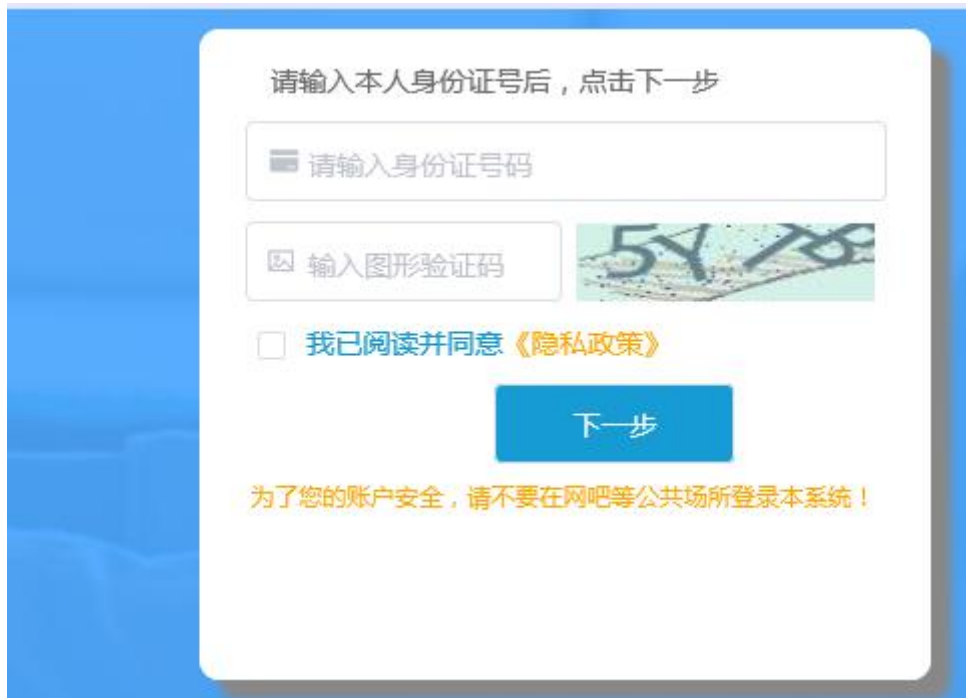 请输入本人身份证号后，点击下一步
请输入身份证号码
输入图形验证码
我已阅读并同意《隐私政策》
下一步
为了您的账户安全，请不要在网吧等公共场所登录本系统！